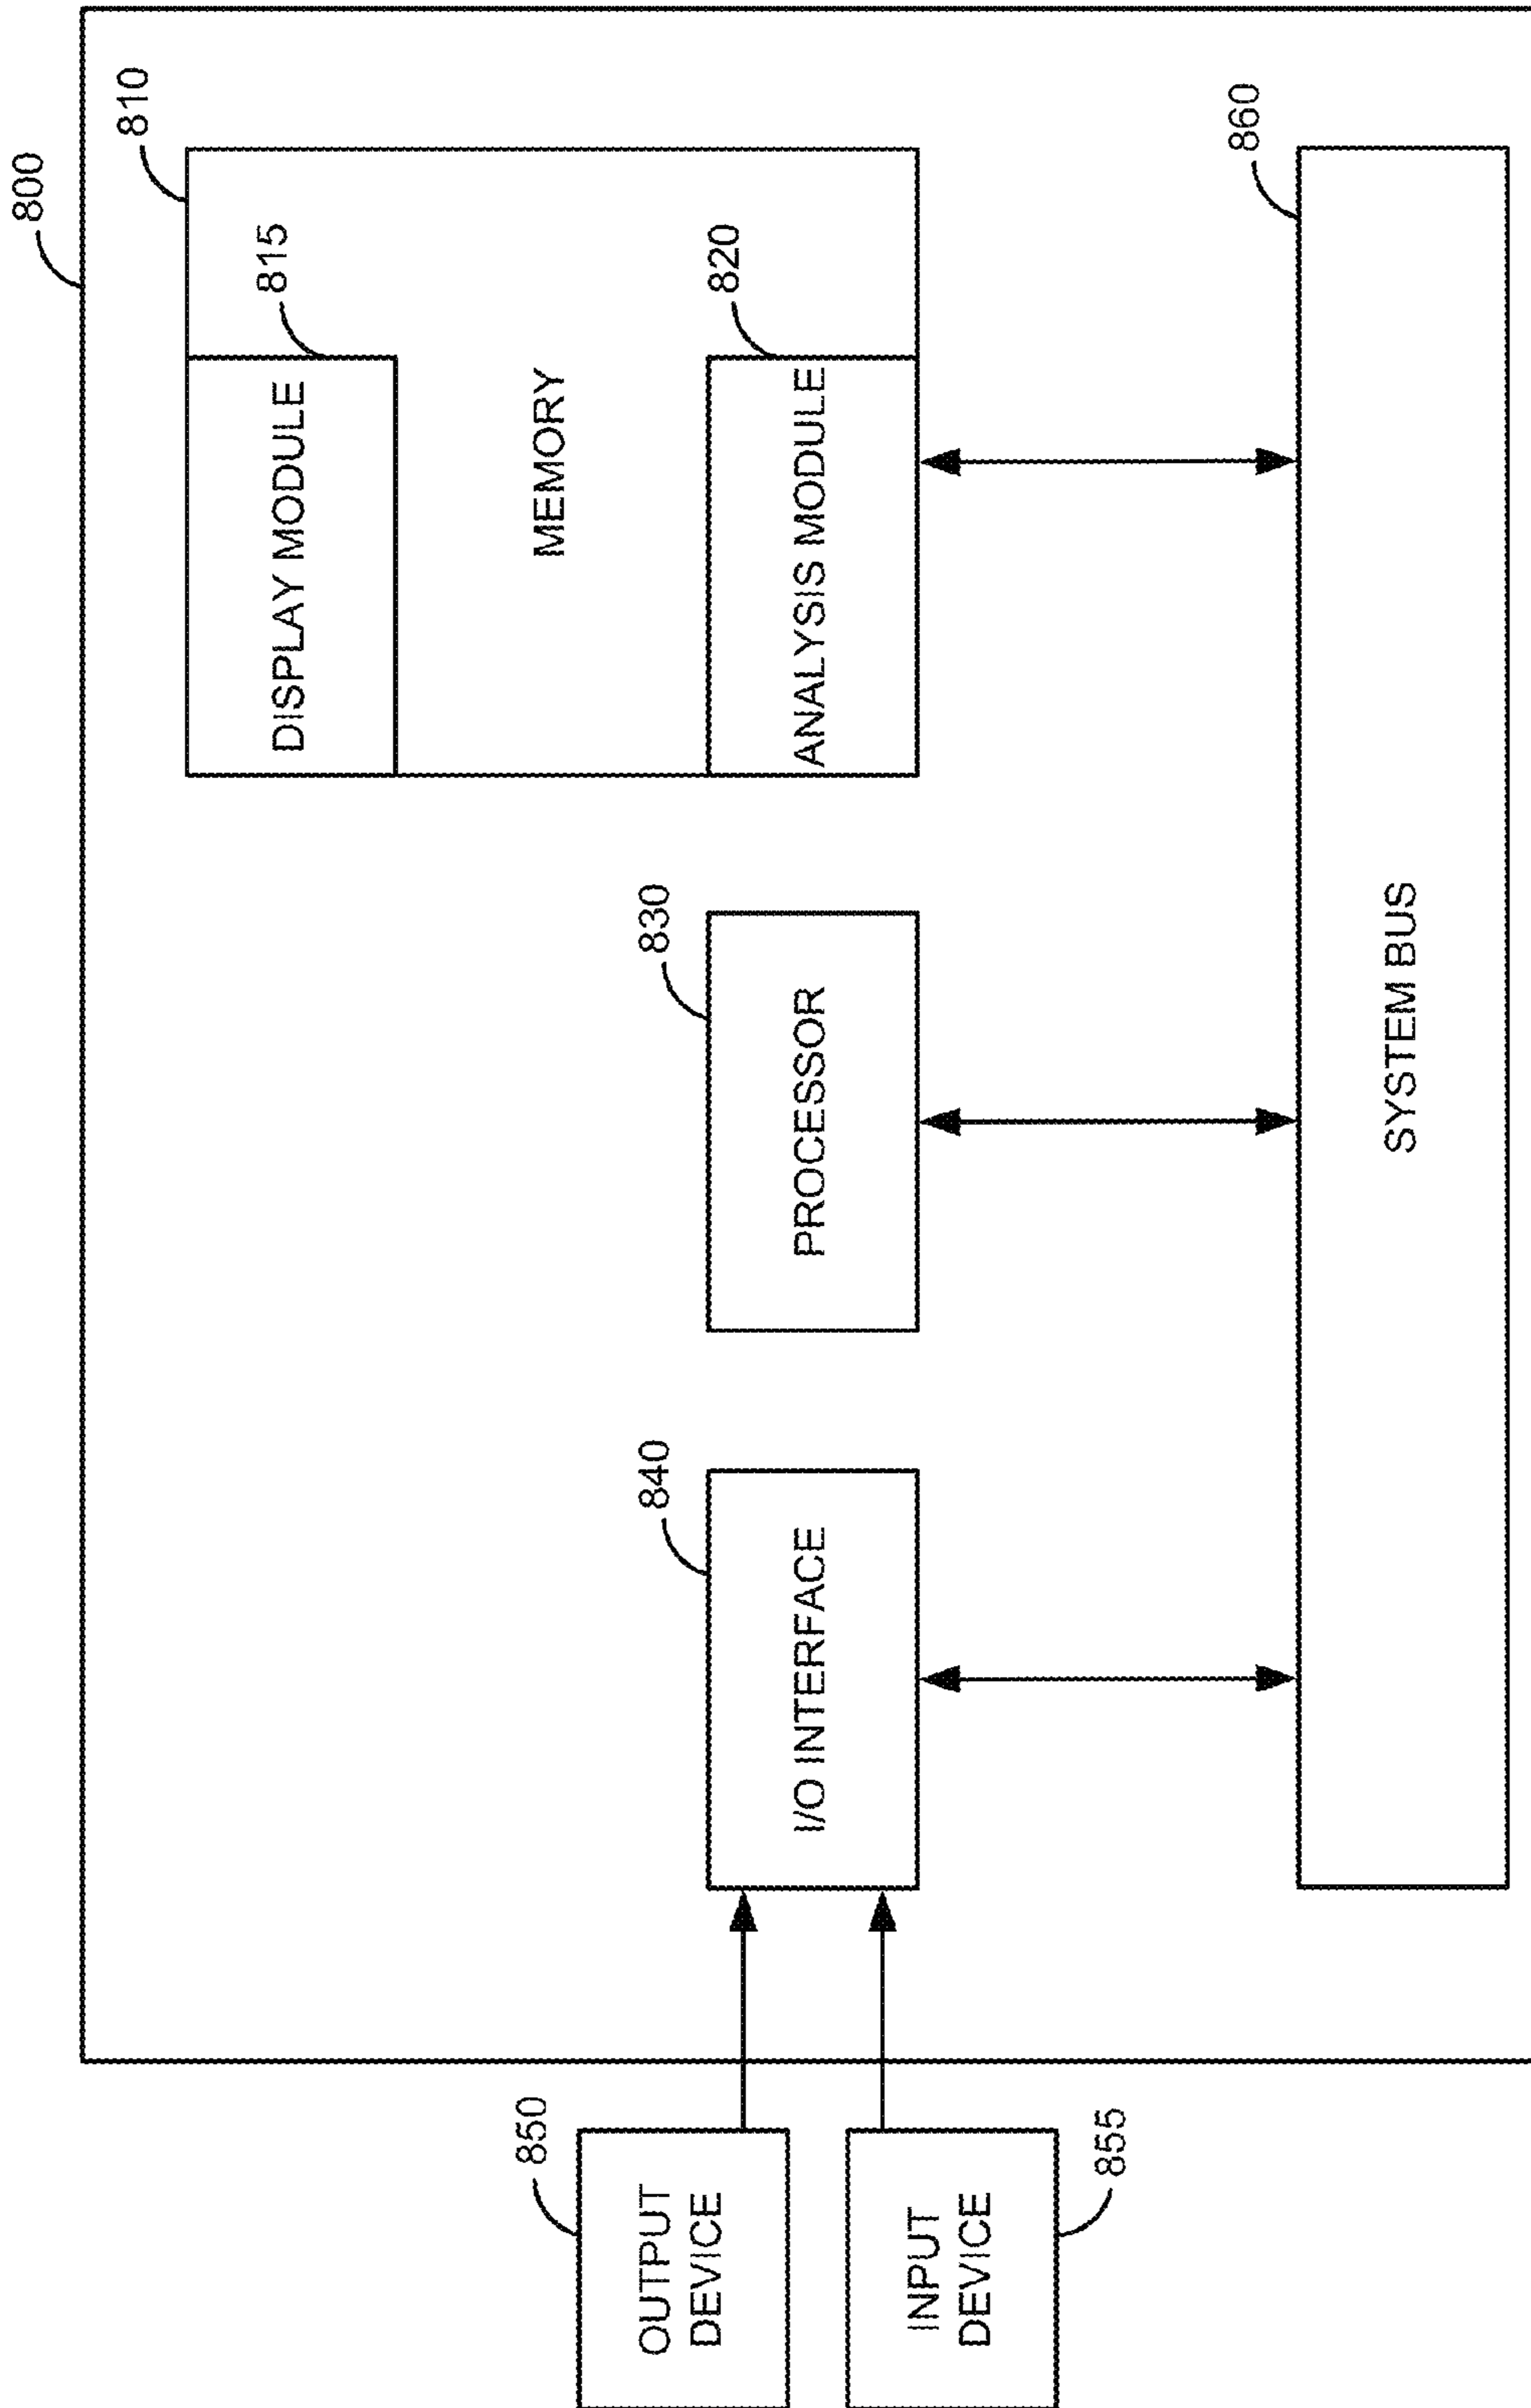 800
810
DISPLAY MODULE
815
MEMORY
ANALYSIS MODULE
820
PROCESSOR
830
I/O INTERFACE
840
OUTPUT
DEVICE
850
INPUT
DEVICE
855
SYSTEM BUS
860